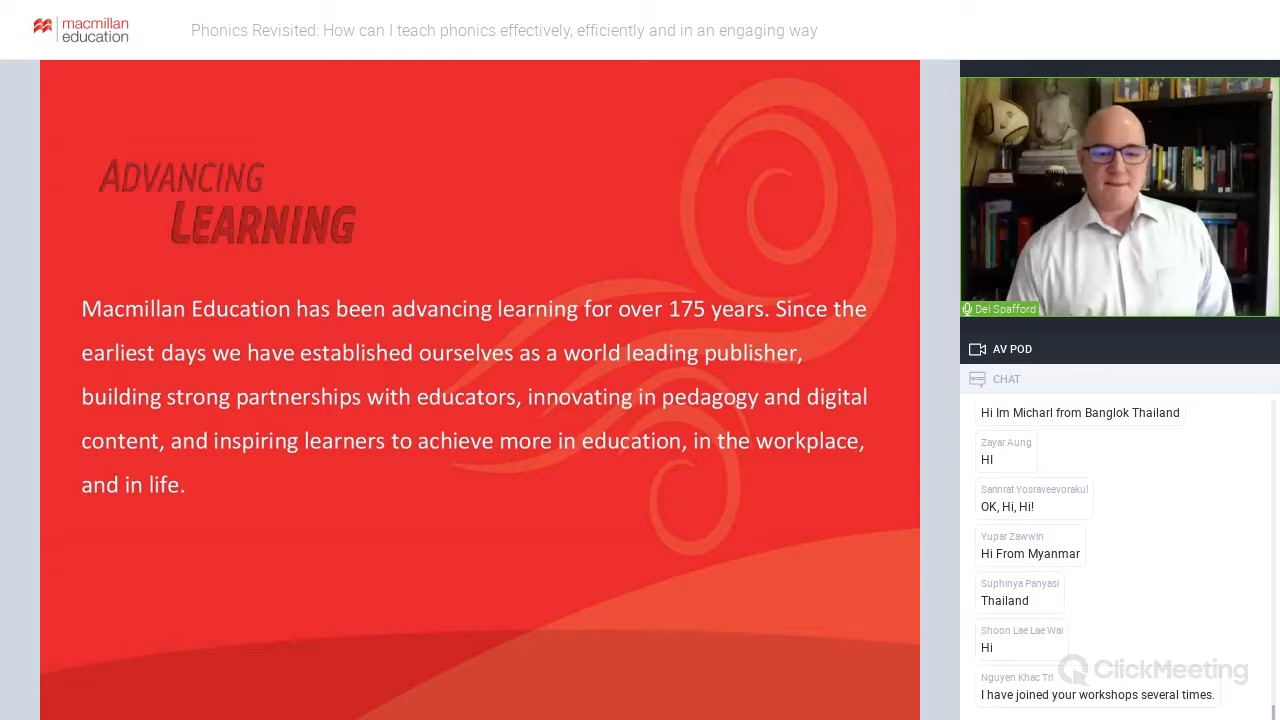 macmillan
education
Phonics Revisited: How can I teach phonics effectively, efficiently and in an engaging way
ADVANCING
LEARNING
Macmillan Education has been advancing learning for over 175 years. Since the
earliest days we have established ourselves as a world leading publisher,
building strong partnerships with educators, innovating in pedagogy and digital
content, and inspiring learners to achieve more in education, in the workplace,
and in life.
Del Spafford
AV POD
CHAT
Hi Im Micharl from Banglok Thailand
Zayar Aung
HI
Sarinrat Yosraveevorakul
OK, Hi, Hi!
Yupar Zawwin
Hi From Myanmar
Suphinya Panyasi
Thailand
Shoon Lae Lae Wai
Hi
Nguyen Khac Tri
I have joined your workshops several times.
ClickMeeting